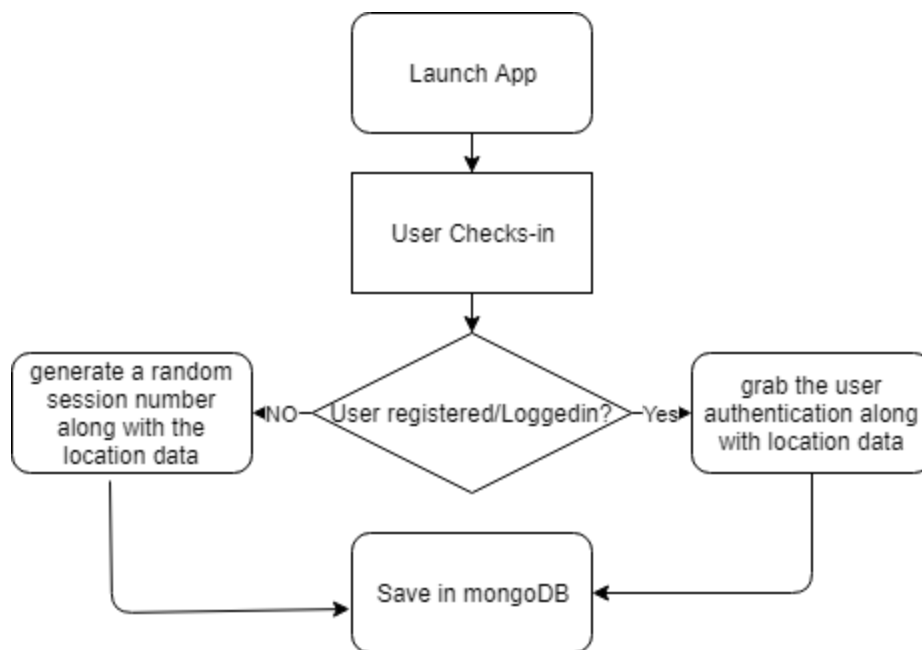 Launch App
User Checks-in
generate a random
session number
along with the
location data
NO
User registered/Loggedin?
Yes
grab the user
authentication along
with location data
Save in mongoDB